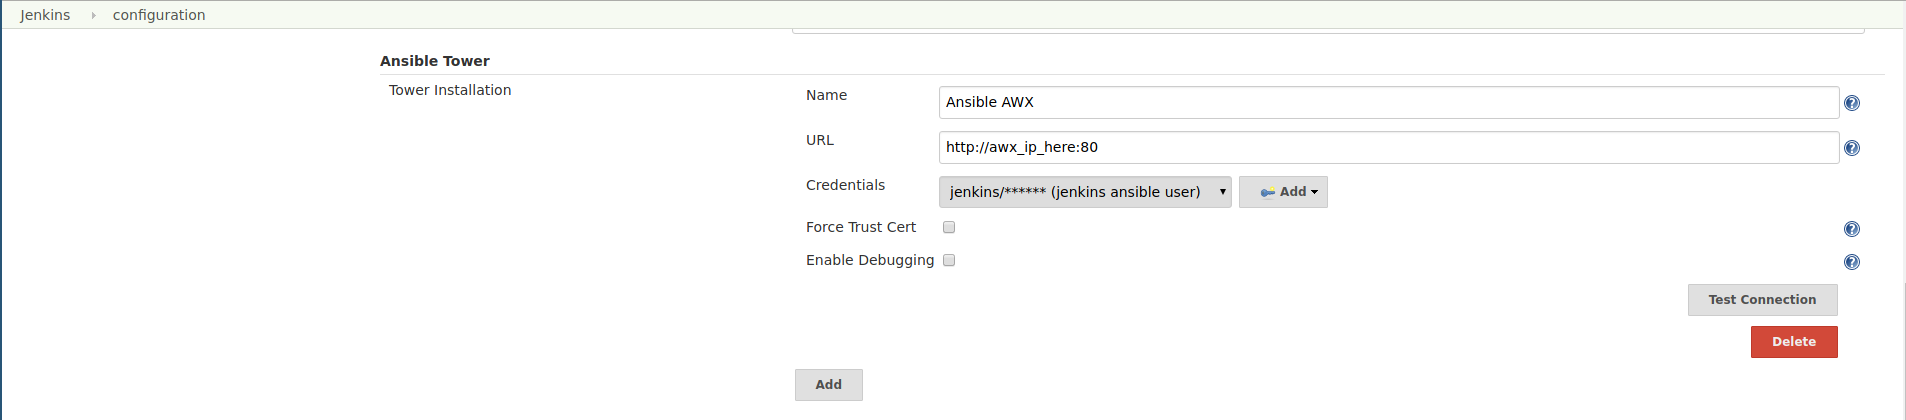 Jenkins configuration
Ansible Tower
Tower Installation
Name
Ansible AWX
?
URL
http://awx_ip_here:80
?
Credentials
jenkins/****** (jenkins ansible user)
Add
Force Trust Cert
?
Enable Debugging
?
Test Connection
Delete
Add